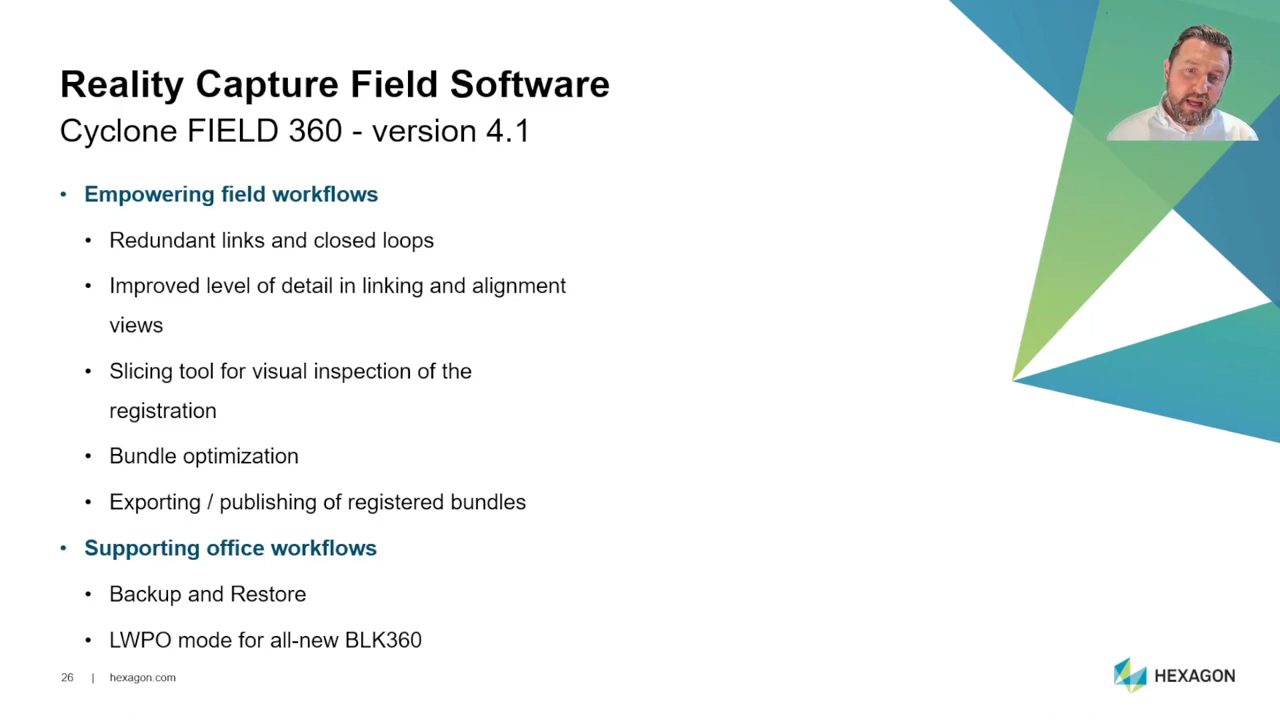 Reality Capture Field Software
Cyclone FIELD 360 - version 4.1
• Empowering field workflows
• Redundant links and closed loops
• Improved level of detail in linking and alignment
views
• Slicing tool for visual inspection of the
registration
• Bundle optimization
• Exporting / publishing of registered bundles
• Supporting office workflows
• Backup and Restore
• LWPO mode for all-new BLK360
26 | hexagon.com
HEXAGON